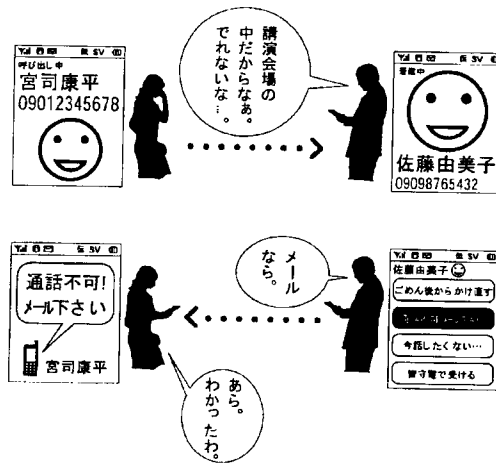 呼び出し中
宮司康平
09012345678
講演会場の
中だからなぁ。
でれないな…。
着信中
佐藤由美子
09098765432
通話不可!
メール下さい
宮司康平
メール
なら。
あら。
わかったわ。
佐藤由美子
ごめん後からかけ直す
今話したくない…
留守電で受ける